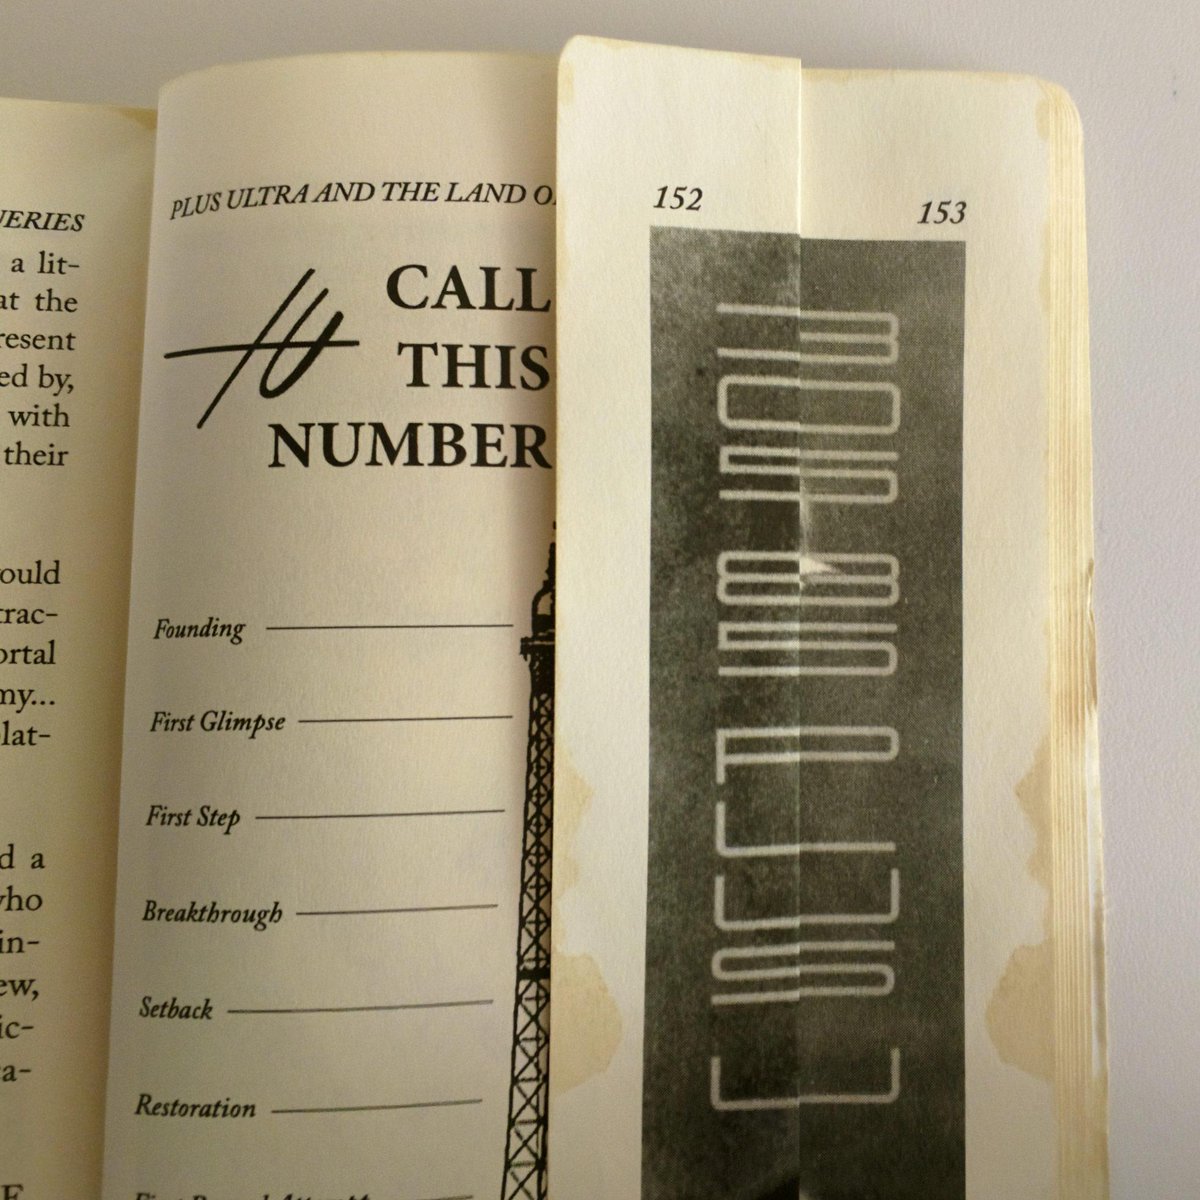 VERIES
a lit-
at the
resent
ed by,
with
their
ould
trac-
ortal
my...
lat-
d a
who
in-
ew,
ic-
a-
PLUS ULTRA AND THE LAND O
CALL
THIS
NUMBER
Founding
First Glimpse
First Step
Breakthrough
Setback
Restoration
152
153